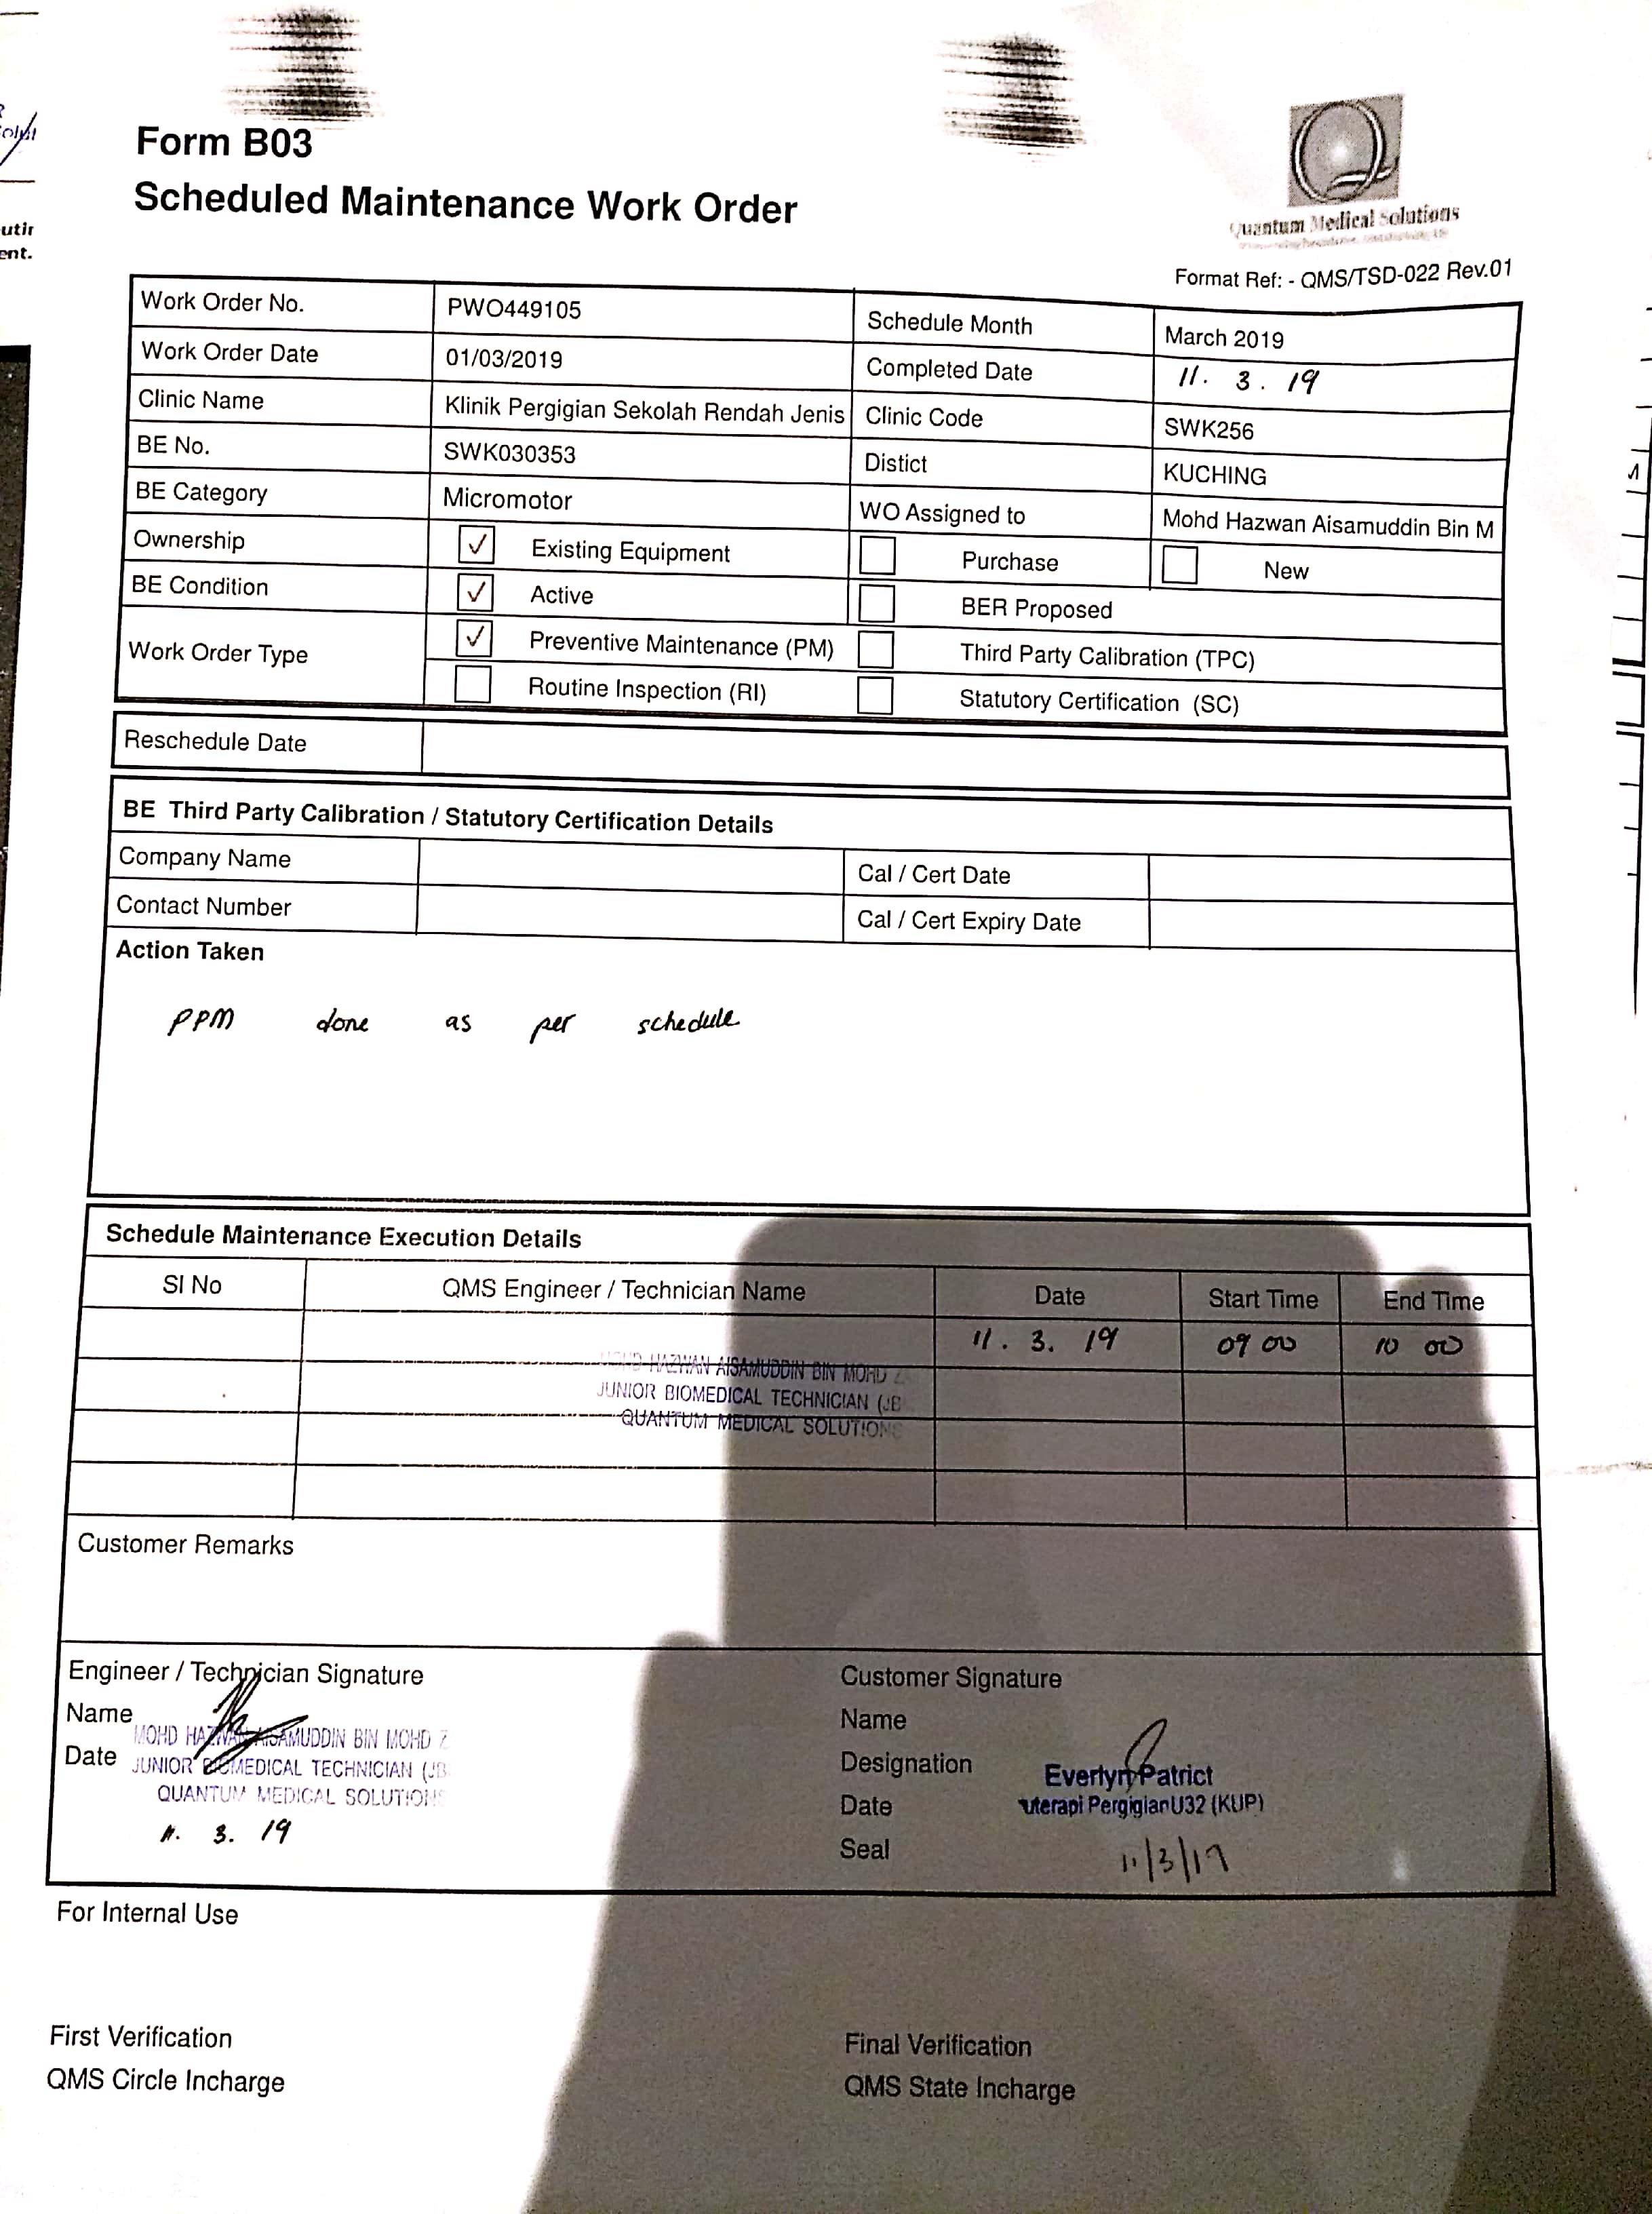 Form B03
Scheduled Maintenance Work Order
Quantum Medical Solutions
Format Ref: - QMS/TSD-022 Rev.01
Work Order No. PWO449105 Schedule Month March 2019
Work Order Date 01/03/2019 Completed Date 11. 3. 19
Clinic Name Klinik Pergigian Sekolah Rendah Jenis Clinic Code SWK256
BE No. SWK030353 Distict KUCHING
BE Category Micromotor WO Assigned to Mohd Hazwan Aisamuddin Bin M
Ownership ✓ Existing Equipment Purchase New
BE Condition ✓ Active BER Proposed
Work Order Type ✓ Preventive Maintenance (PM) Third Party Calibration (TPC)
Routine Inspection (RI) Statutory Certification (SC)
Reschedule Date
BE Third Party Calibration / Statutory Certification Details
Company Name Cal / Cert Date
Contact Number Cal / Cert Expiry Date
Action Taken
PPM done as per schedule
Schedule Maintenance Execution Details
SI No QMS Engineer / Technician Name Date Start Time End Time
11. 3. 19 09 00 10 00
MOHD HAZWAN AISAMUDDIN BIN MOHD Z
JUNIOR BIOMEDICAL TECHNICIAN (JB
QUANTUM MEDICAL SOLUTIONS
Customer Remarks
Engineer / Technician Signature
Name
MOHD HAZWAN AISAMUDDIN BIN MOHD Z
Date JUNIOR BIOMEDICAL TECHNICIAN (JB
QUANTUM MEDICAL SOLUTIONS
11. 3. 19
Customer Signature
Name
Designation Everlyn Patrict
Date uterapi Pergigian U32 (KUP)
Seal 11/3/19
For Internal Use
First Verification
QMS Circle Incharge
Final Verification
QMS State Incharge
utir
ent.